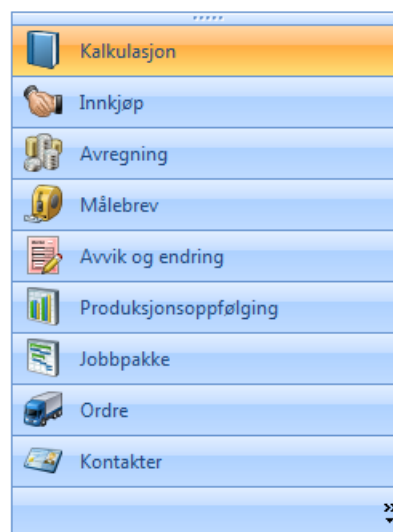 Kalkulasjon
Innkjøp
Avregning
Målebrev
Avvik og endring
Produksjonsoppfølging
Jobbpakke
Ordre
Kontakter